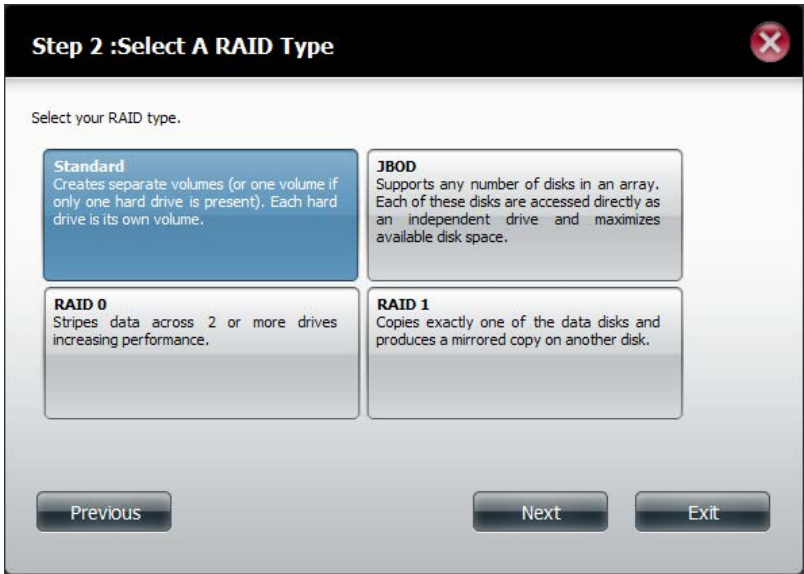 Step 2 :Select A RAID Type
Select your RAID type.
Standard
Creates separate volumes (or one volume if
only one hard drive is present). Each hard
drive is its own volume.
JBOD
Supports any number of disks in an array.
Each of these disks are accessed directly as
an independent drive and maximizes
available disk space.
RAID 0
Stripes data across 2 or more drives
increasing performance.
RAID 1
Copies exactly one of the data disks and
produces a mirrored copy on another disk.
Previous
Next
Exit